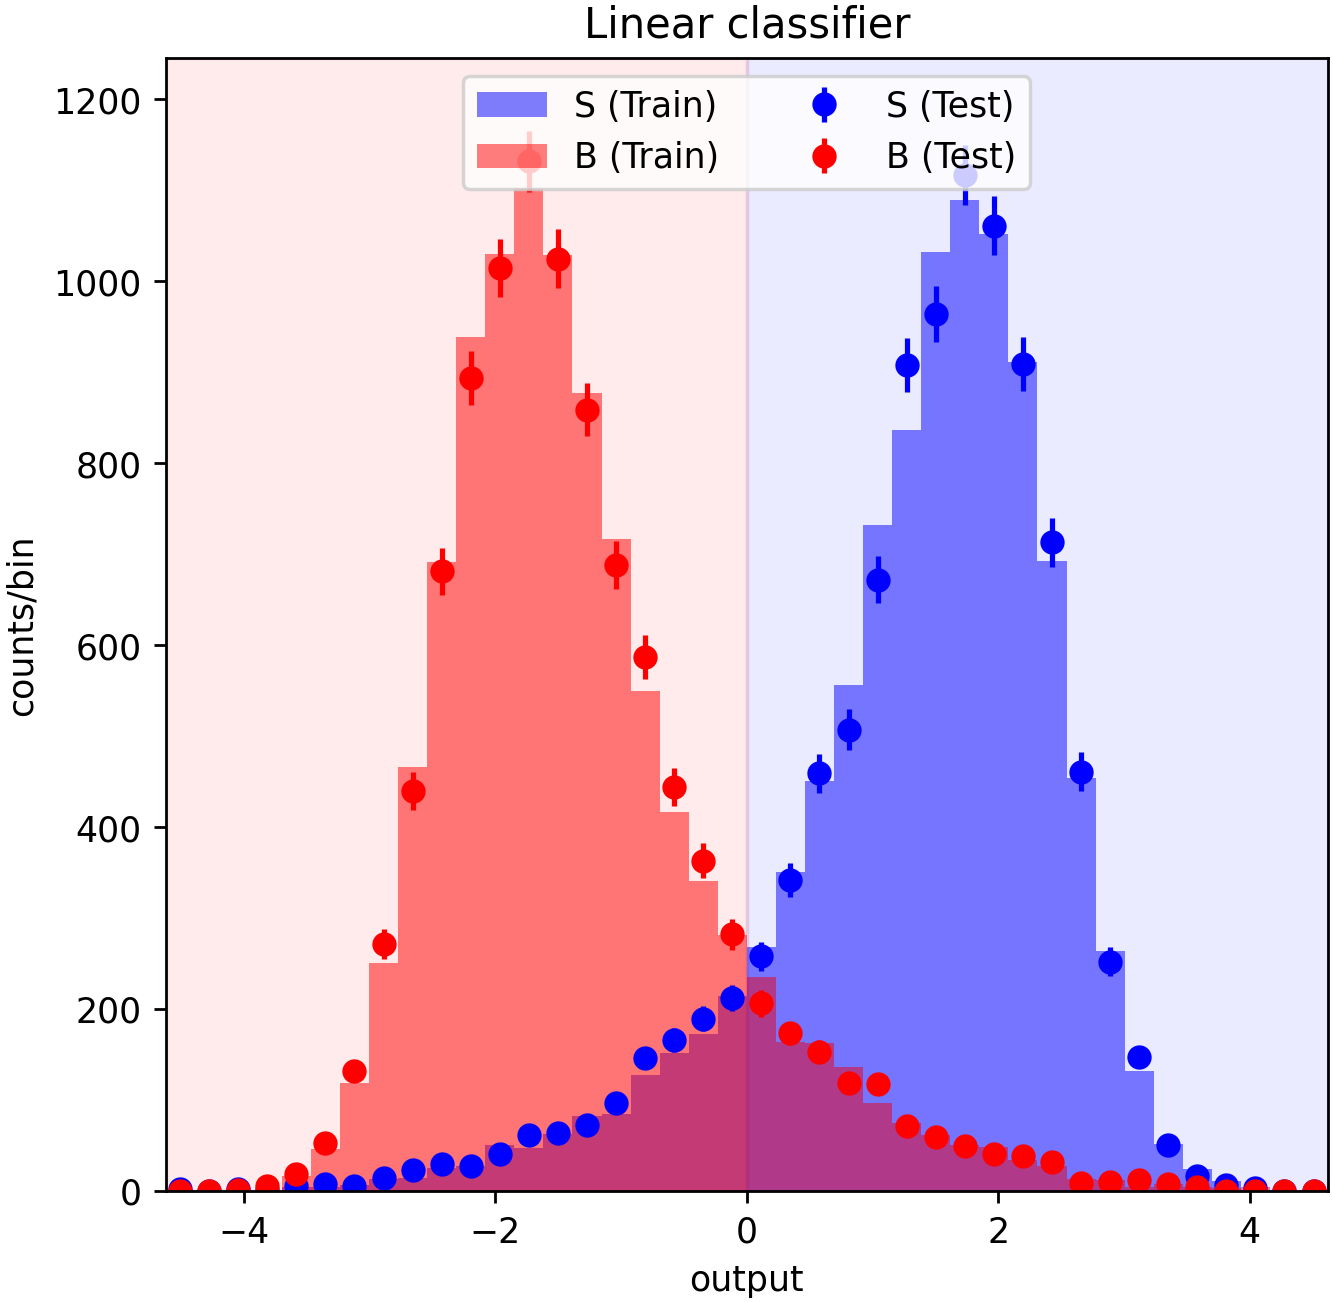 Linear classifier
S (Train)
S (Test)
B (Train)
B (Test)
1200
1000
800
600
400
200
0
counts/bin
−4
−2
0
2
4
output